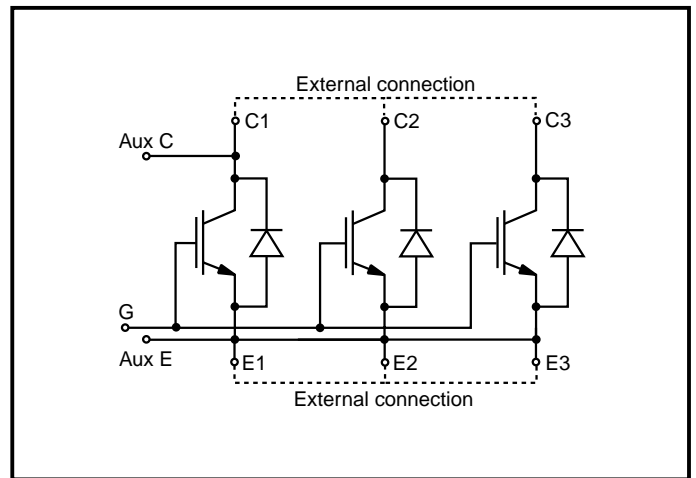 External connection
C1
C2
C3
Aux C
G
Aux E
E1
E2
E3
External connection